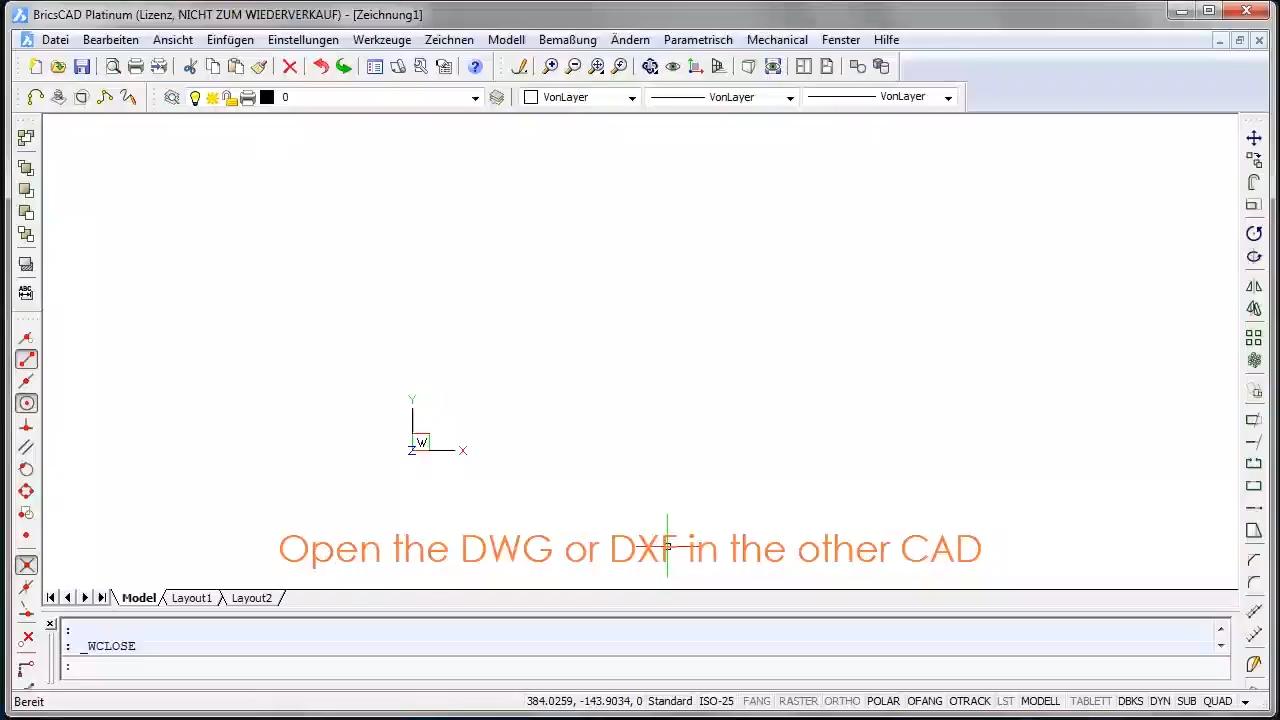 BricsCAD Platinum (Lizenz, NICHT ZUM WIEDERVERKAUF) - [Zeichnung1]
Datei Bearbeiten Ansicht Einfügen Einstellungen Werkzeuge Zeichnen Modell Bemaßung Ändern Parametrisch Mechanical Fenster Hilfe
0 VonLayer VonLayer VonLayer
ABC
Y
W
Z X
Open the DWG or DXF in the other CAD
Model Layout1 Layout2
:
: _WCLOSE
:
Bereit 384.0259, -143.9034, 0 Standard ISO-25 FANG RASTER ORTHO POLAR OFANG OTRACK LST MODELL TABLETT DBKS DYN SUB QUAD